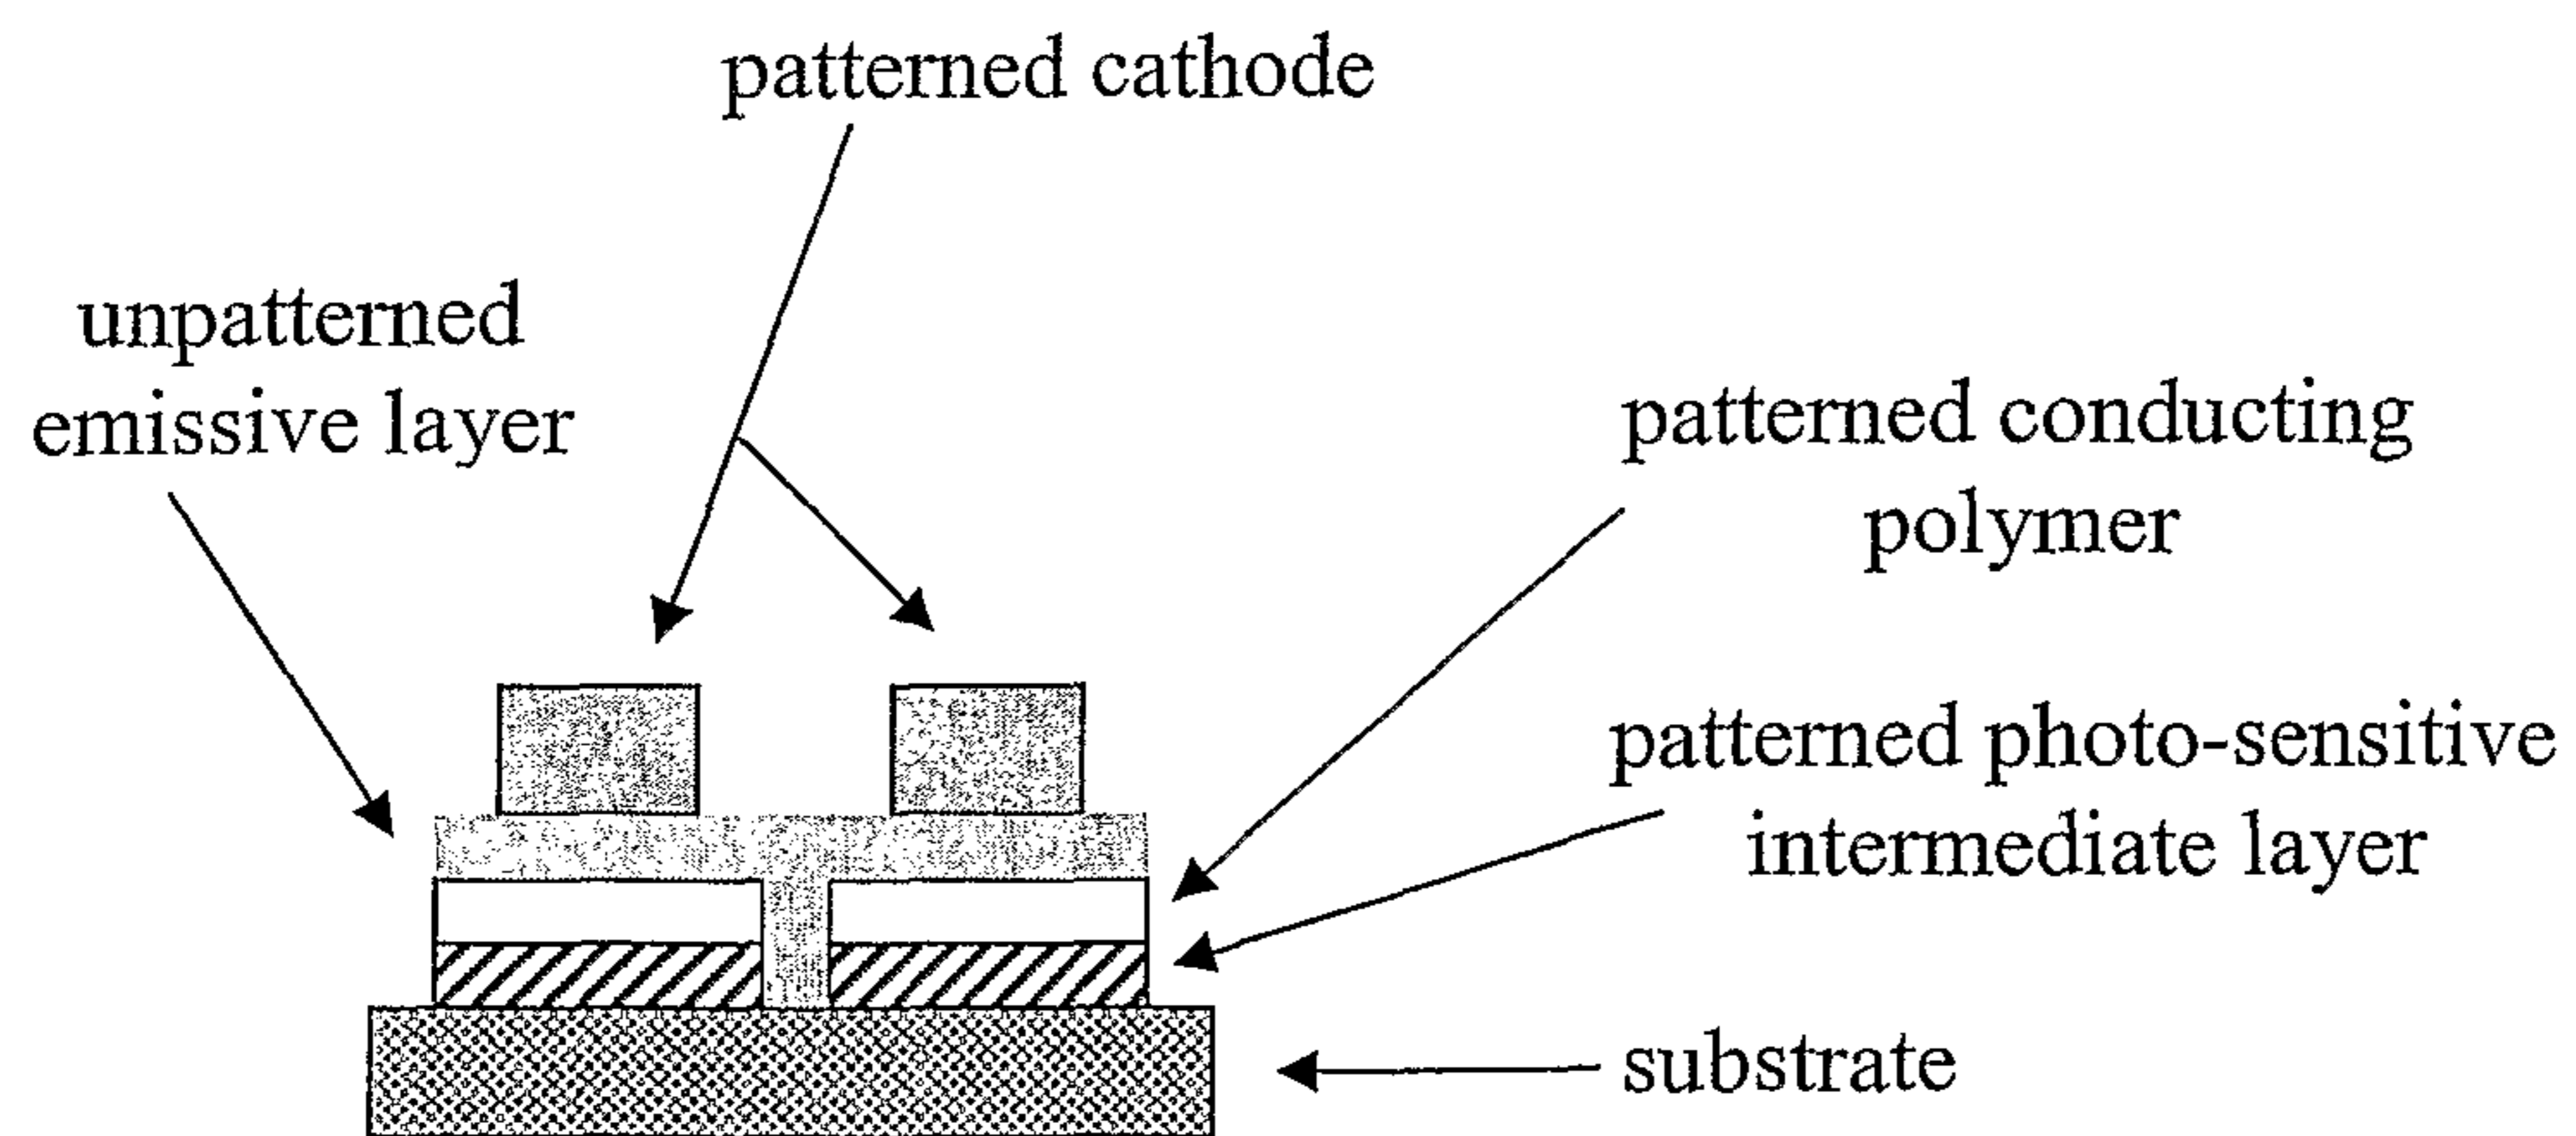 patterned cathode
unpatterned
emissive layer
patterned conducting
polymer
patterned photo-sensitive
intermediate layer
substrate